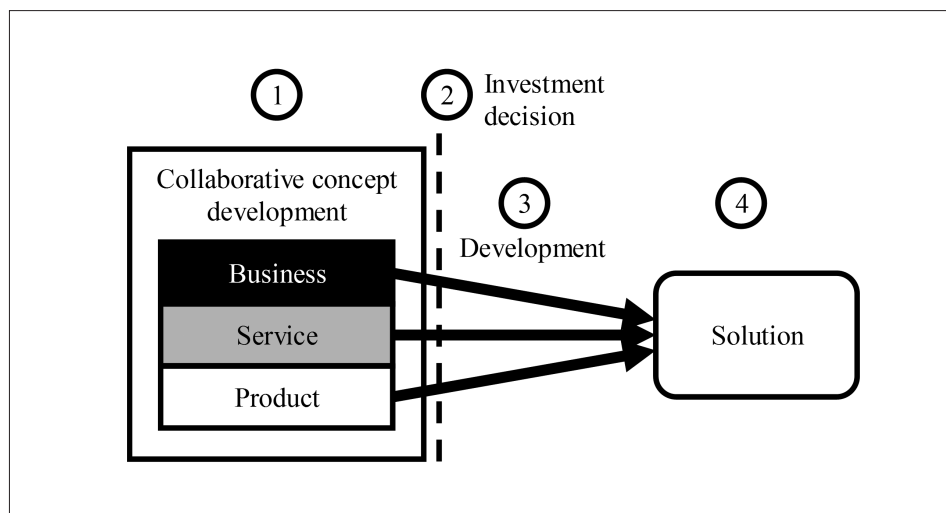 1
2
Investment
decision
Collaborative concept
development
3
4
Development
Business
Service
Product
Solution